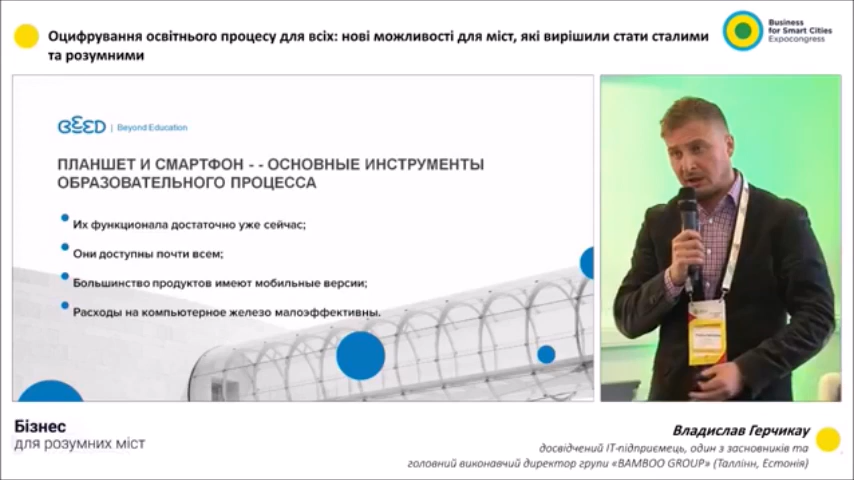 Оцифрування освітнього процесу для всіх: нові можливості для міст, які вирішили стати сталими
та розумними
Business
for Smart Cities
Expocongress
BEED | Beyond Education
ПЛАНШЕТ И СМАРТФОН - - ОСНОВНЫЕ ИНСТРУМЕНТЫ
ОБРАЗОВАТЕЛЬНОГО ПРОЦЕССА
Их функционала достаточно уже сейчас;
Они доступны почти всем;
Большинство продуктов имеют мобильные версии;
Расходы на компьютерное железо малоэффективны.
Бізнес
для розумних міст
Владислав Герчикау
досвідчений ІТ-підприємець, один з засновників та
головний виконавчий директор групи «BAMBOO GROUP» (Таллінн, Естонія)